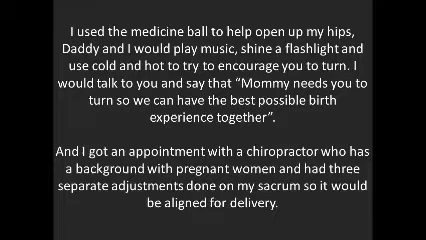 I used the medicine ball to help open up my hips,
Daddy and I would play music, shine a flashlight and
use cold and hot to try to encourage you to turn. I
would talk to you and say that “Mommy needs you to
turn so we can have the best possible birth
experience together”.
And I got an appointment with a chiropractor who has
a background with pregnant women and had three
separate adjustments done on my sacrum so it would
be aligned for delivery.